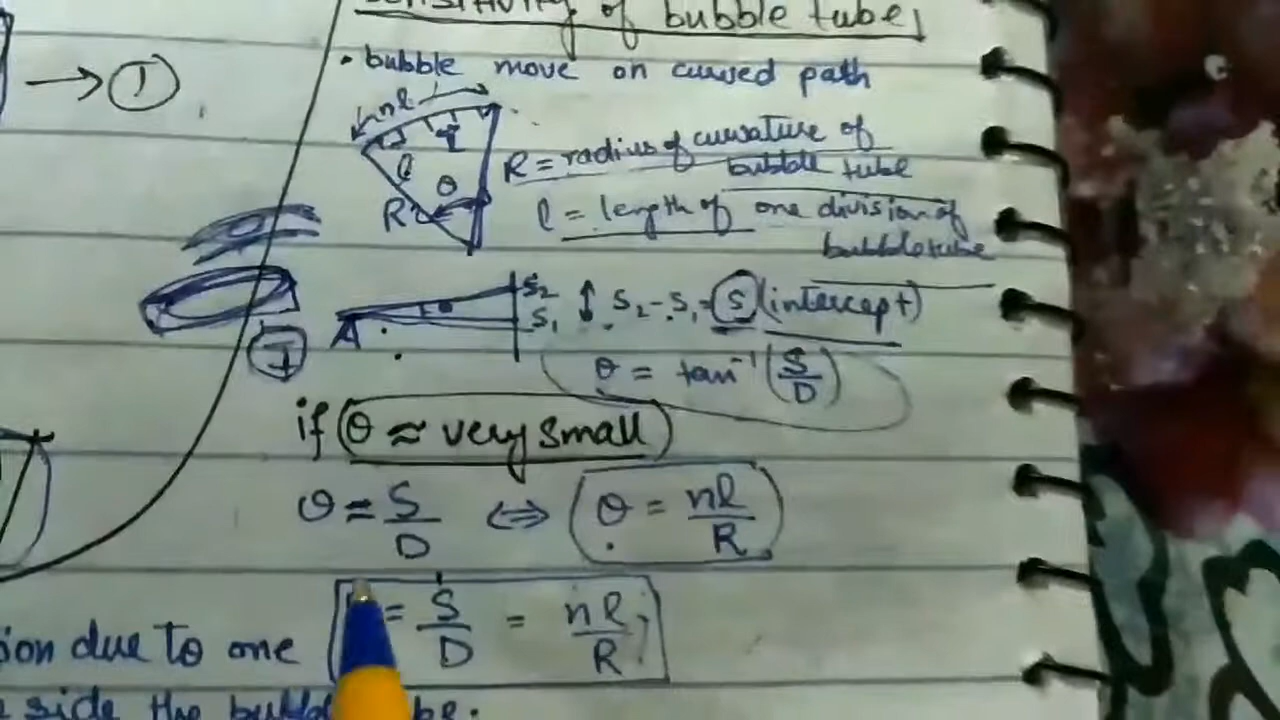 sensitivity of bubble tube,
→ ①
• bubble move on curved path
nl
l
θ
R
R = radius of curvature of
bubble tube
l = length of one division of
bubble tube
A
θ
S₂
S₁
S₂ - S₁ = S (intercept)
θ = tan⁻¹ (S/D)
if θ ≈ very small
θ = S/D ⇔ θ = nl/R
= S/D = nl/R
due to one
side the